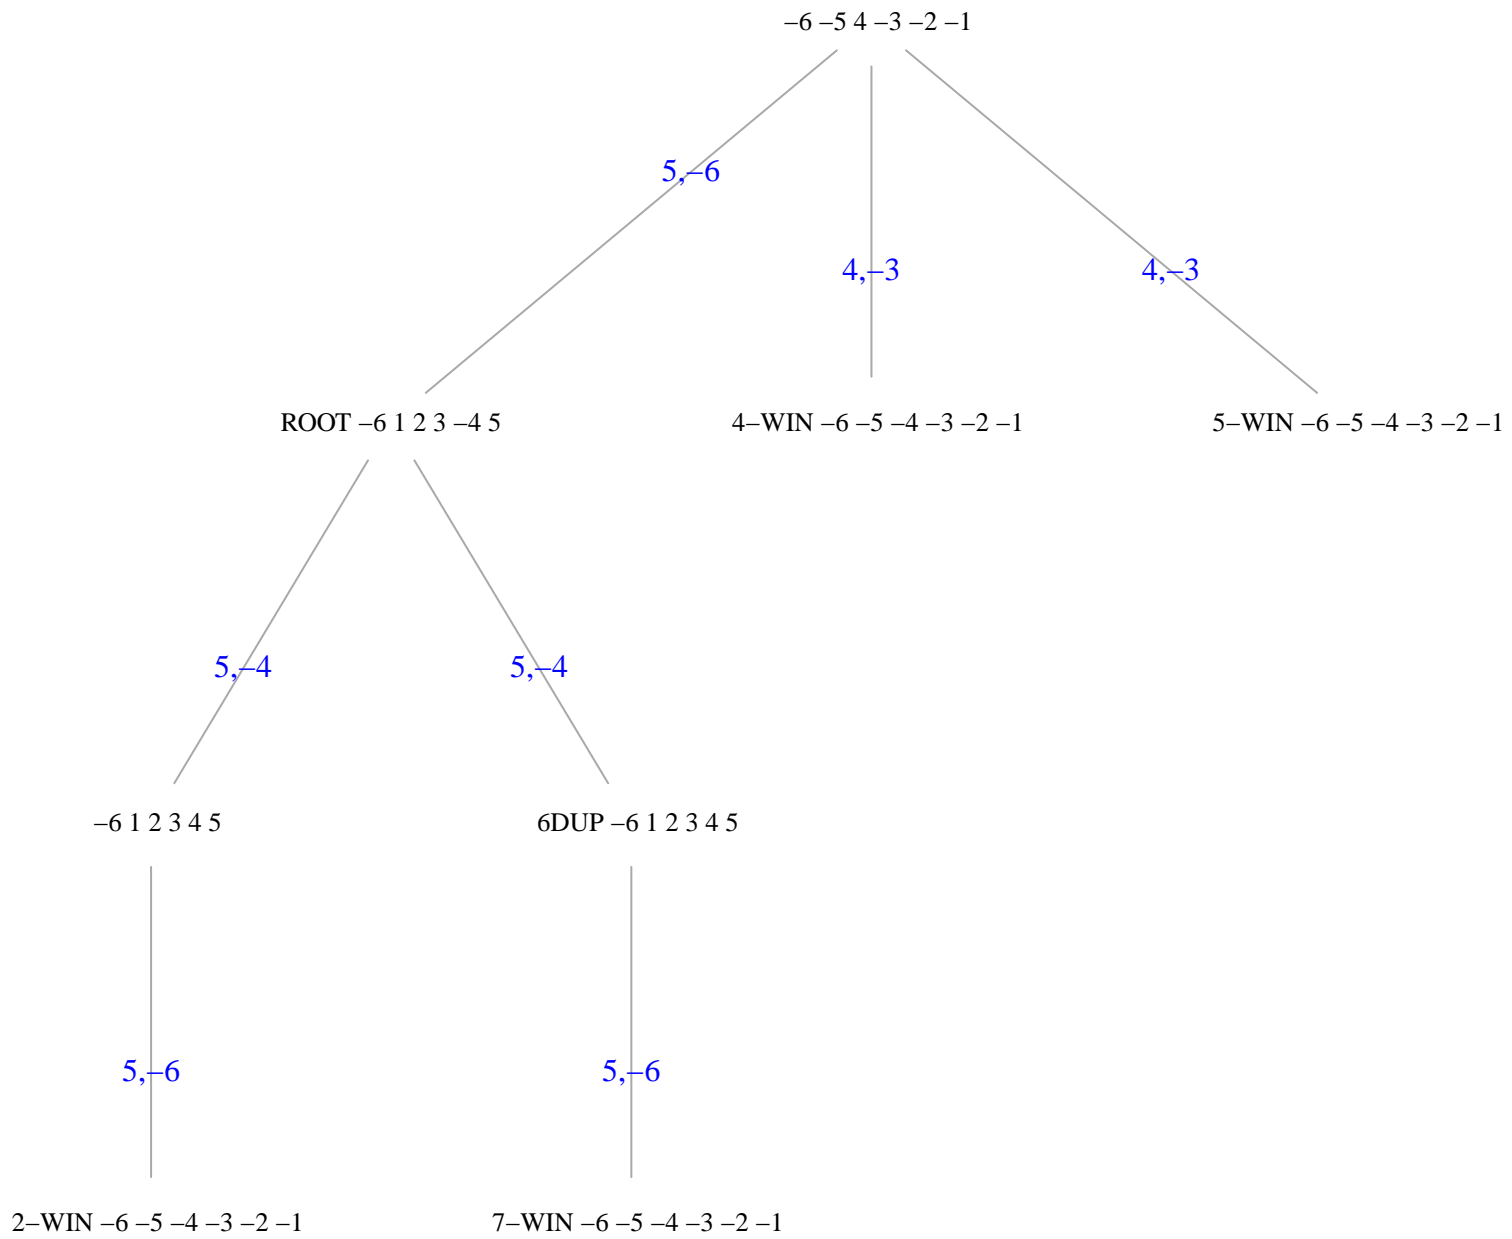 –6 –5 4 –3 –2 –1
5,–6
4,–3
4,–3
ROOT –6 1 2 3 –4 5
4–WIN –6 –5 –4 –3 –2 –1
5–WIN –6 –5 –4 –3 –2 –1
5,–4
5,–4
–6 1 2 3 4 5
6DUP –6 1 2 3 4 5
5,–6
5,–6
2–WIN –6 –5 –4 –3 –2 –1
7–WIN –6 –5 –4 –3 –2 –1